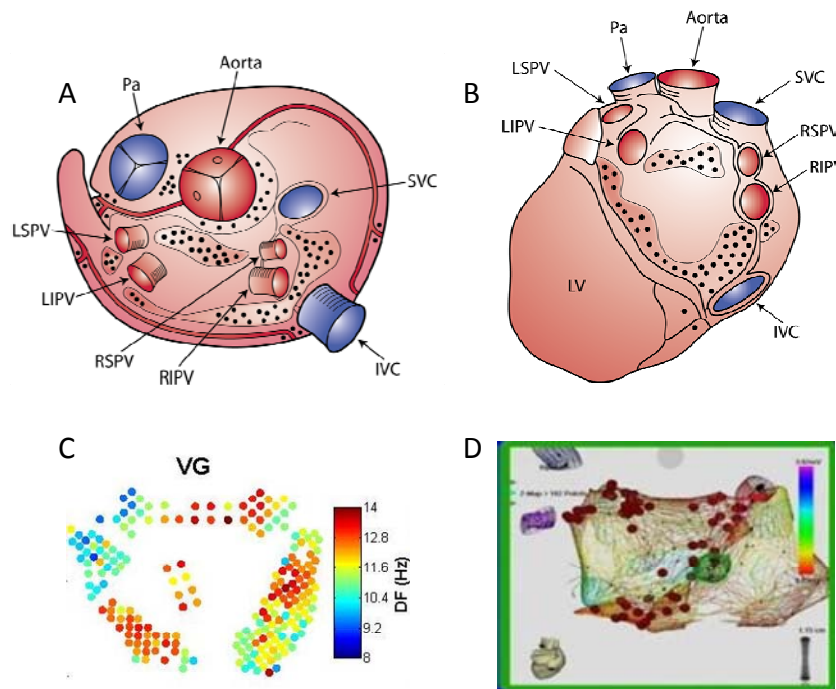 A
Pa
Aorta
SVC
LSPV
LIPV
RSPV
RIPV
IVC
B
Pa
Aorta
LSPV
SVC
LIPV
RSPV
RIPV
LV
IVC
C
VG
14
12.8
11.6
10.4
9.2
8
DF (Hz)
D